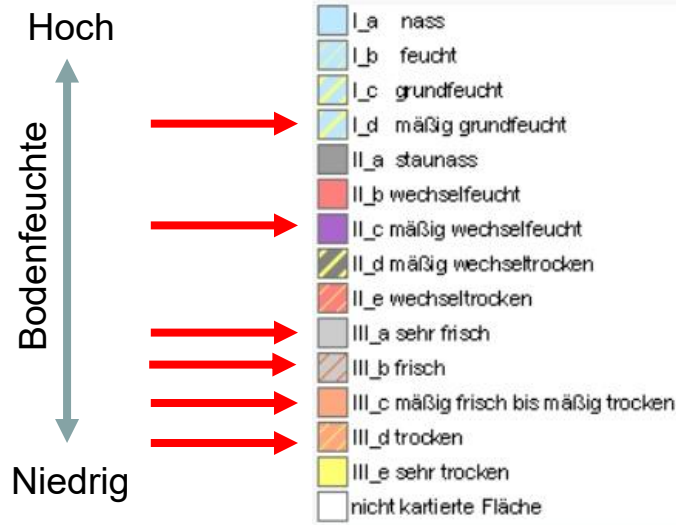 Hoch
Bodenfeuchte
Niedrig
I_a nass
I_b feucht
I_c grundfeucht
I_d mäßig grundfeucht
II_a staunass
II_b wechselfeucht
II_c mäßig wechselfeucht
II_d mäßig wechseltrocken
II_e wechseltrocken
III_a sehr frisch
III_b frisch
III_c mäßig frisch bis mäßig trocken
III_d trocken
III_e sehr trocken
nicht kartierte Fläche